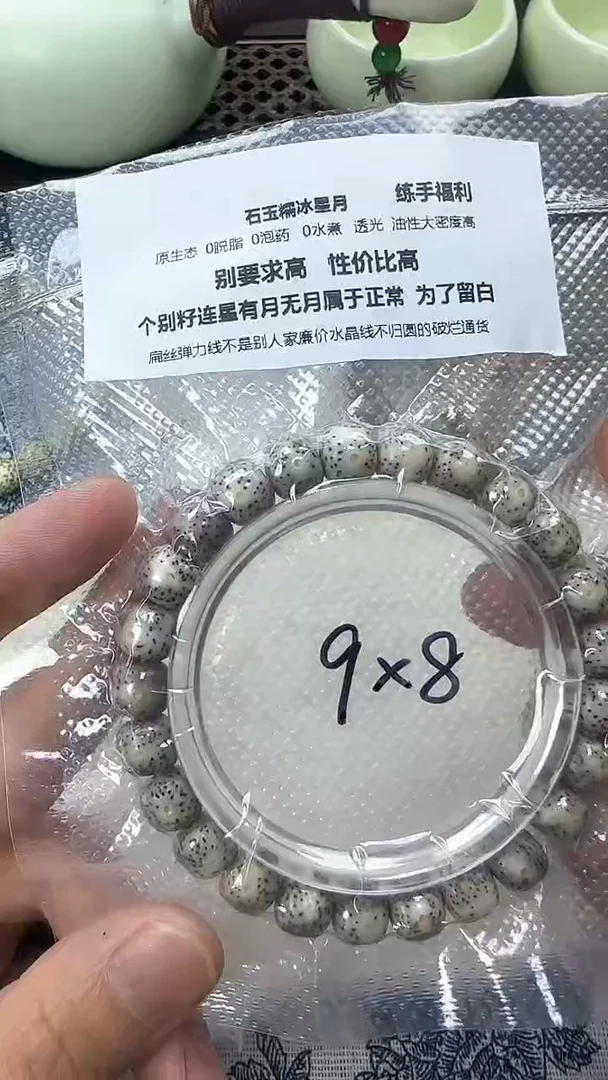 石玉糯冰星月 练手福利
原生态 0脱脂 0泡药 0水煮 透光 油性大密度高
别要求高 性价比高
个别籽连星有月无月属于正常 为了留白
扁丝弹力线不是别人家廉价水晶线不归圆的破烂通货
9×8